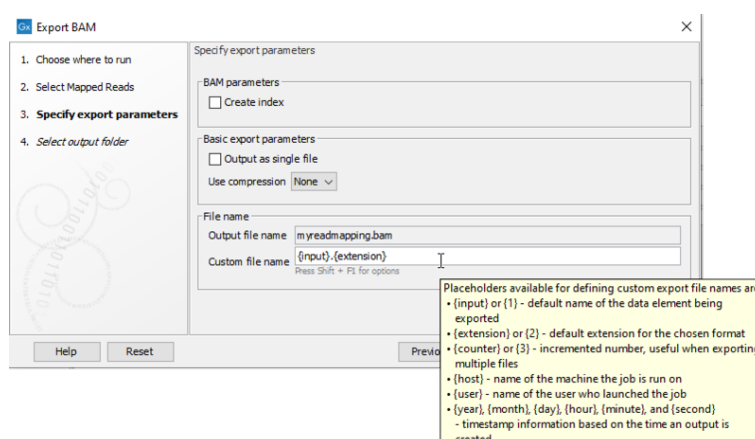 Gx Export BAM
1. Choose where to run
2. Select Mapped Reads
3. Specify export parameters
4. Select output folder
Specify export parameters
BAM parameters
Create index
Basic export parameters
Output as single file
Use compression None
File name
Output file name myreadmapping.bam
Custom file name {input}.{extension}
Press Shift + F1 for options
Help Reset Previo
Placeholders available for defining custom export file names are
• {input} or {1} - default name of the data element being
exported
• {extension} or {2} - default extension for the chosen format
• {counter} or {3} - incremented number, useful when exporting
multiple files
• {host} - name of the machine the job is run on
• {user} - name of the user who launched the job
• {year}, {month}, {day}, {hour}, {minute}, and {second}
- timestamp information based on the time an output is
created